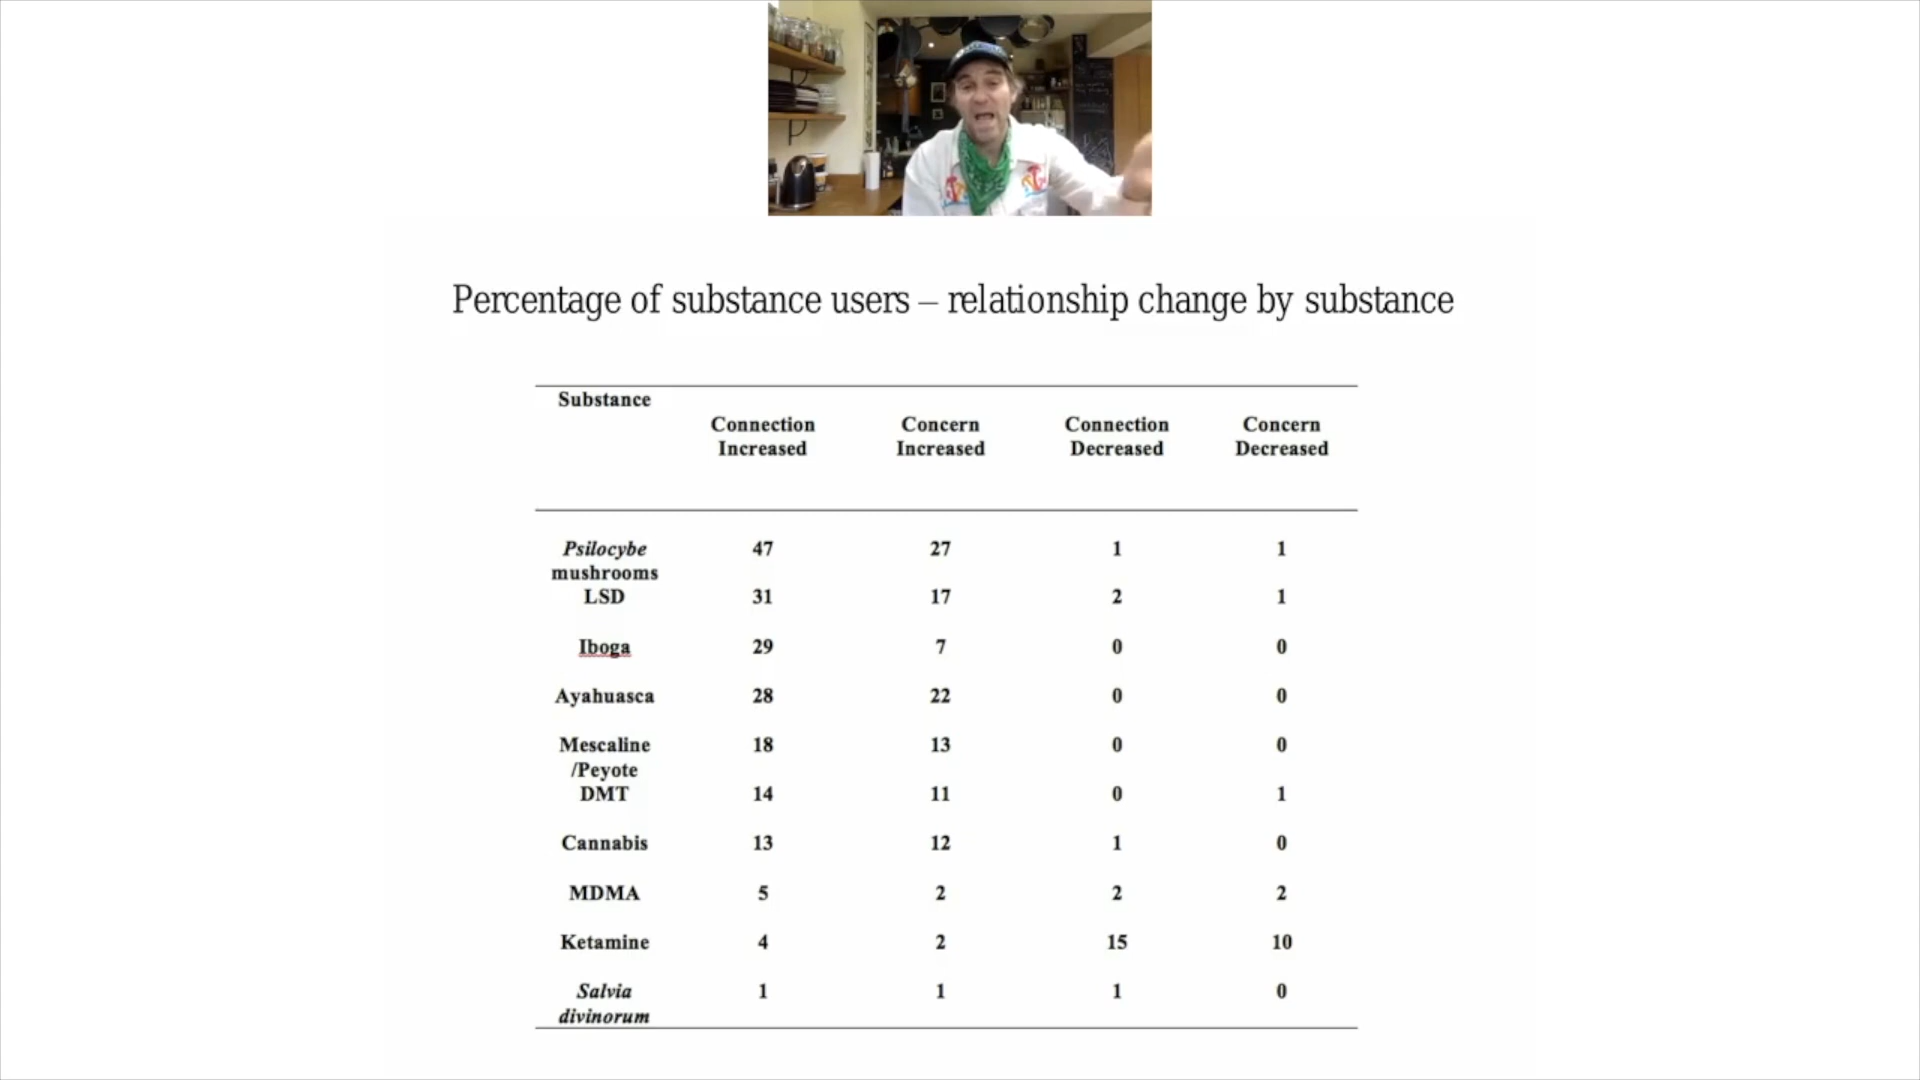 Percentage of substance users – relationship change by substance
Substance
Connection Increased Concern Increased Connection Decreased Concern Decreased
Psilocybe mushrooms 47 27 1 1
LSD 31 17 2 1
Iboga 29 7 0 0
Ayahuasca 28 22 0 0
Mescaline /Peyote 18 13 0 0
DMT 14 11 0 1
Cannabis 13 12 1 0
MDMA 5 2 2 2
Ketamine 4 2 15 10
Salvia divinorum 1 1 1 0